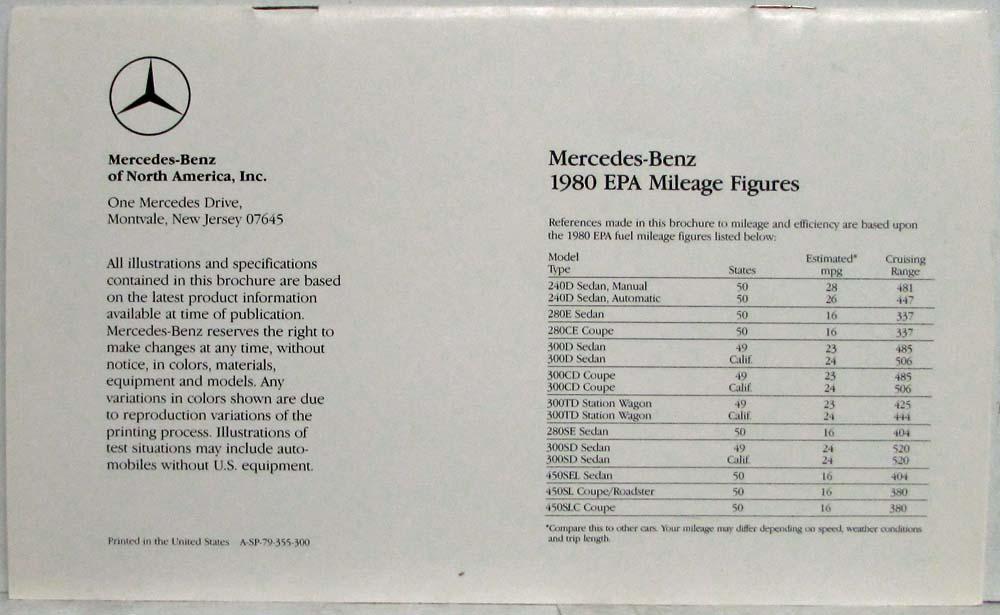 Mercedes-Benz
of North America, Inc.
One Mercedes Drive,
Montvale, New Jersey 07645
All illustrations and specifications
contained in this brochure are based
on the latest product information
available at time of publication.
Mercedes-Benz reserves the right to
make changes at any time, without
notice, in colors, materials,
equipment and models. Any
variations in colors shown are due
to reproduction variations of the
printing process. Illustrations of
test situations may include auto-
mobiles without U.S. equipment.
Printed in the United States A-SP-79-355-300
Mercedes-Benz
1980 EPA Mileage Figures
References made in this brochure to mileage and efficiency are based upon
the 1980 EPA fuel mileage figures listed below:
Model Estimated* Cruising
Type States mpg Range
240D Sedan, Manual 50 28 481
240D Sedan, Automatic 50 26 447
280E Sedan 50 16 337
280CE Coupe 50 16 337
300D Sedan 49 23 485
300D Sedan Calif. 24 506
300CD Coupe 49 23 485
300CD Coupe Calif. 24 506
300TD Station Wagon 49 23 425
300TD Station Wagon Calif. 24 444
280SE Sedan 50 16 404
300SD Sedan 49 24 520
300SD Sedan Calif. 24 520
450SEL Sedan 50 16 404
450SL Coupe/Roadster 50 16 380
450SLC Coupe 50 16 380
*Compare this to other cars. Your mileage may differ depending on speed, weather conditions
and trip length.